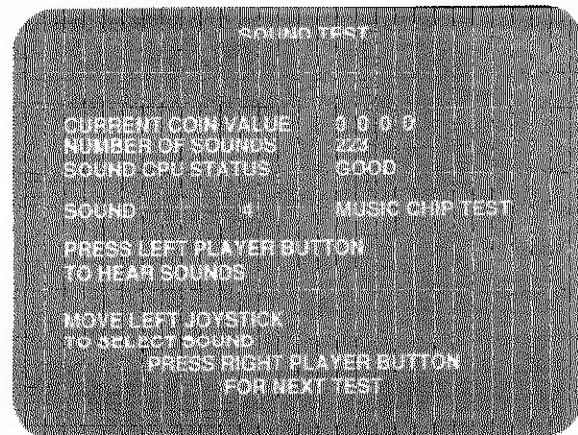 SOUND TEST
CURRENT COIN VALUE 0 0 0 0
NUMBER OF SOUNDS 223
SOUND CPU STATUS GOOD
SOUND 4 MUSIC CHIP TEST
PRESS LEFT PLAYER BUTTON
TO HEAR SOUNDS
MOVE LEFT JOYSTICK
TO SELECT SOUND
PRESS RIGHT PLAYER BUTTON
FOR NEXT TEST